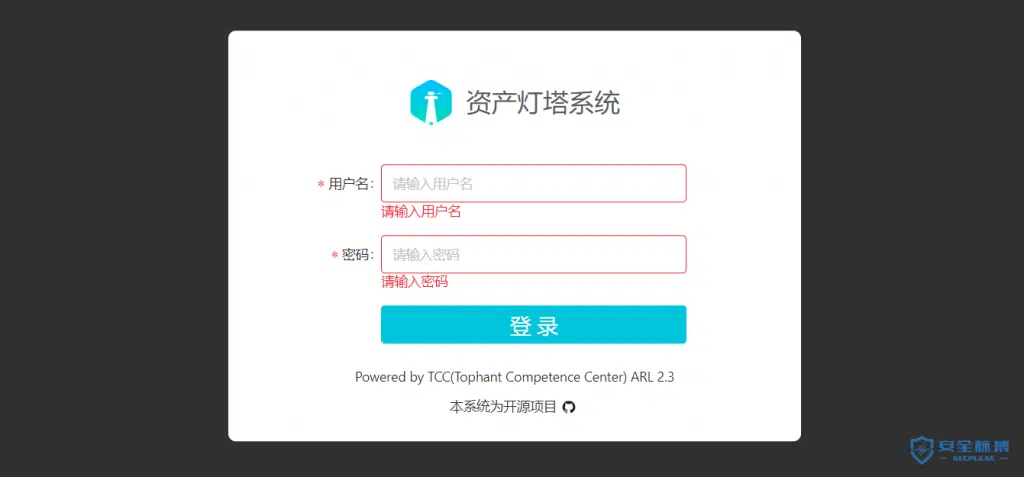 资产灯塔系统
* 用户名:
请输入用户名
请输入用户名
* 密码:
请输入密码
请输入密码
登录
Powered by TCC(Tophant Competence Center) ARL 2.3
本系统为开源项目
安全脉搏
SECPULSE